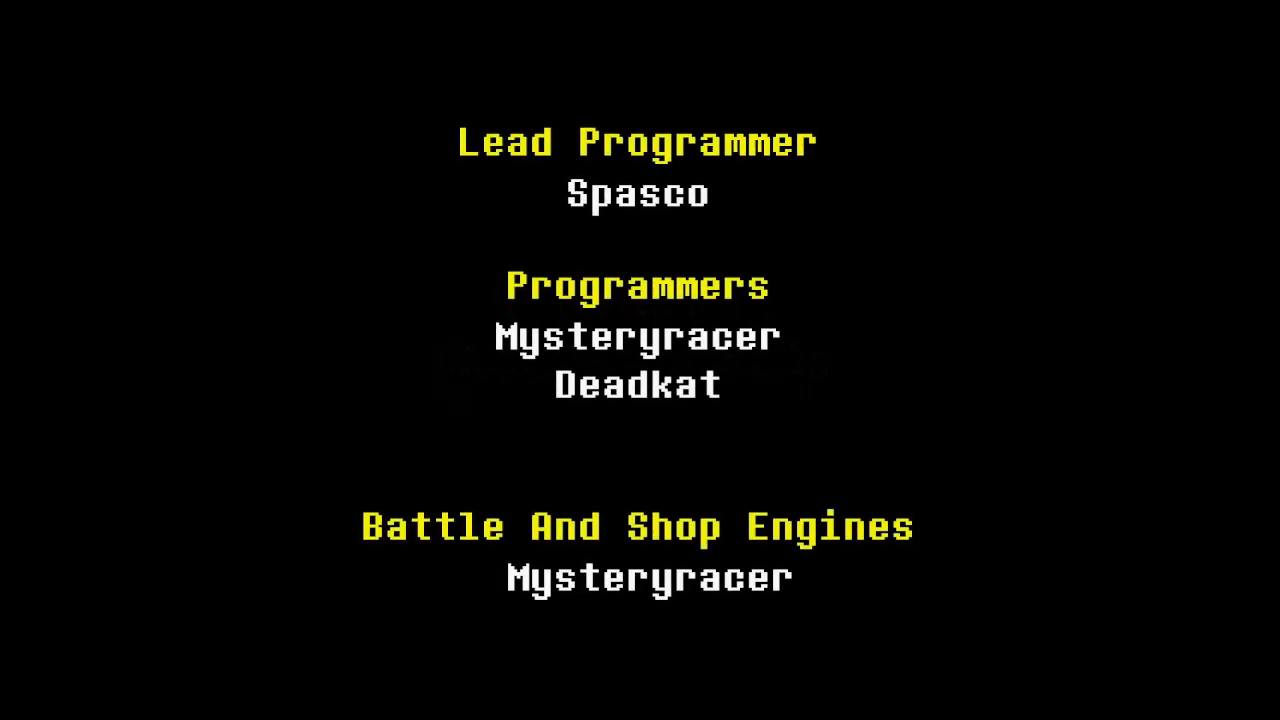 Lead Programmer
Spasco
Programmers
Mysteryracer
Deadkat
Battle And Shop Engines
Mysteryracer